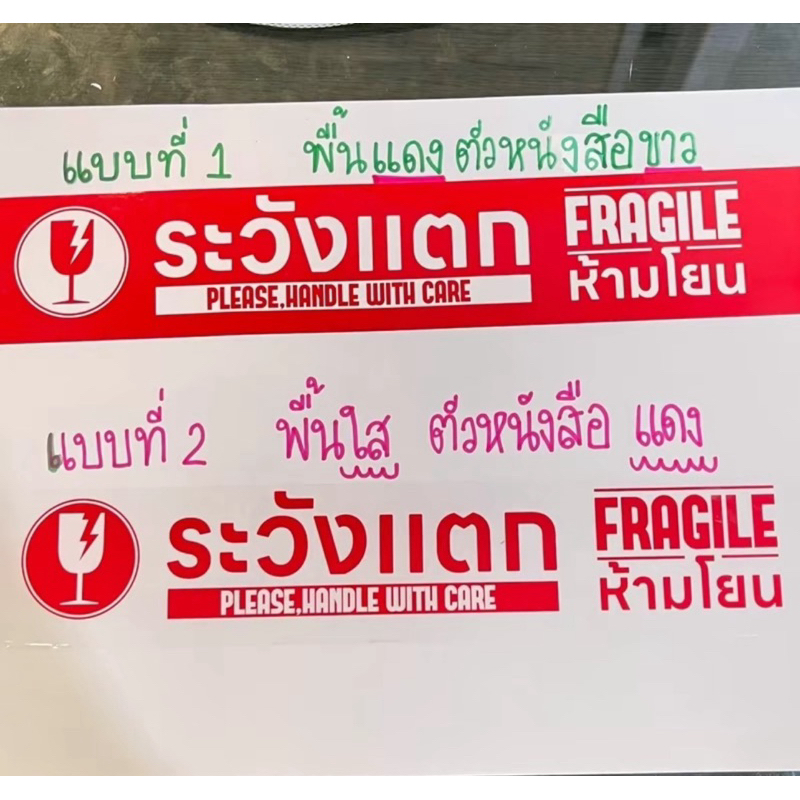 แบบที่ 1 พื้นแดง ตัวหนังสือขาว
ระวังแตก
PLEASE,HANDLE WITH CARE
FRAGILE
ห้ามโยน
แบบที่ 2 พื้นใส ตัวหนังสือ แดง
ระวังแตก
PLEASE,HANDLE WITH CARE
FRAGILE
ห้ามโยน